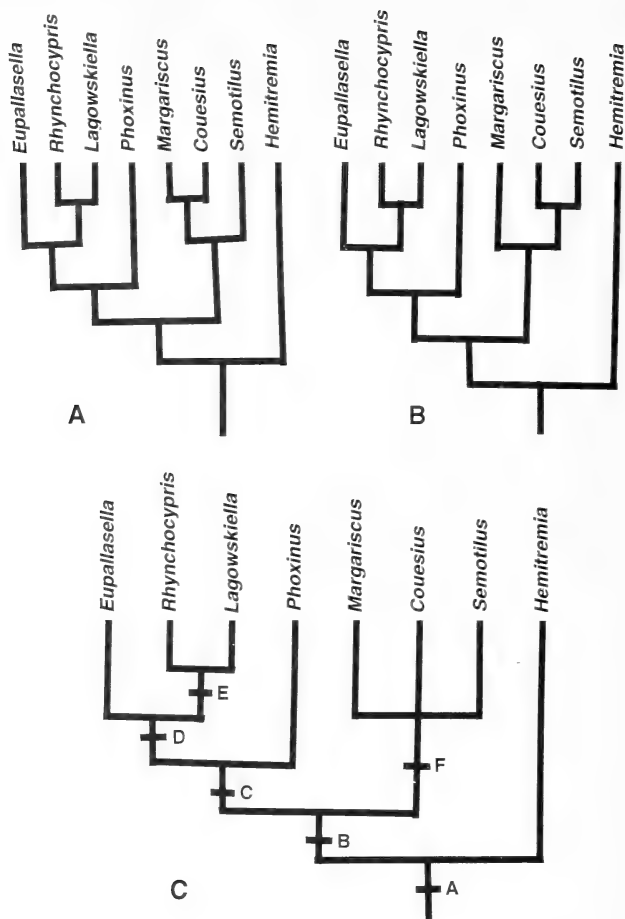 Eupallasella
Rhynchocypris
Lagowskiella
Phoxinus
Margariscus
Couesius
Semotilus
Hemitremia
A
Eupallasella
Rhynchocypris
Lagowskiella
Phoxinus
Margariscus
Couesius
Semotilus
Hemitremia
B
Eupallasella
Rhynchocypris
Lagowskiella
Phoxinus
Margariscus
Couesius
Semotilus
Hemitremia
E
D
F
C
B
A
C